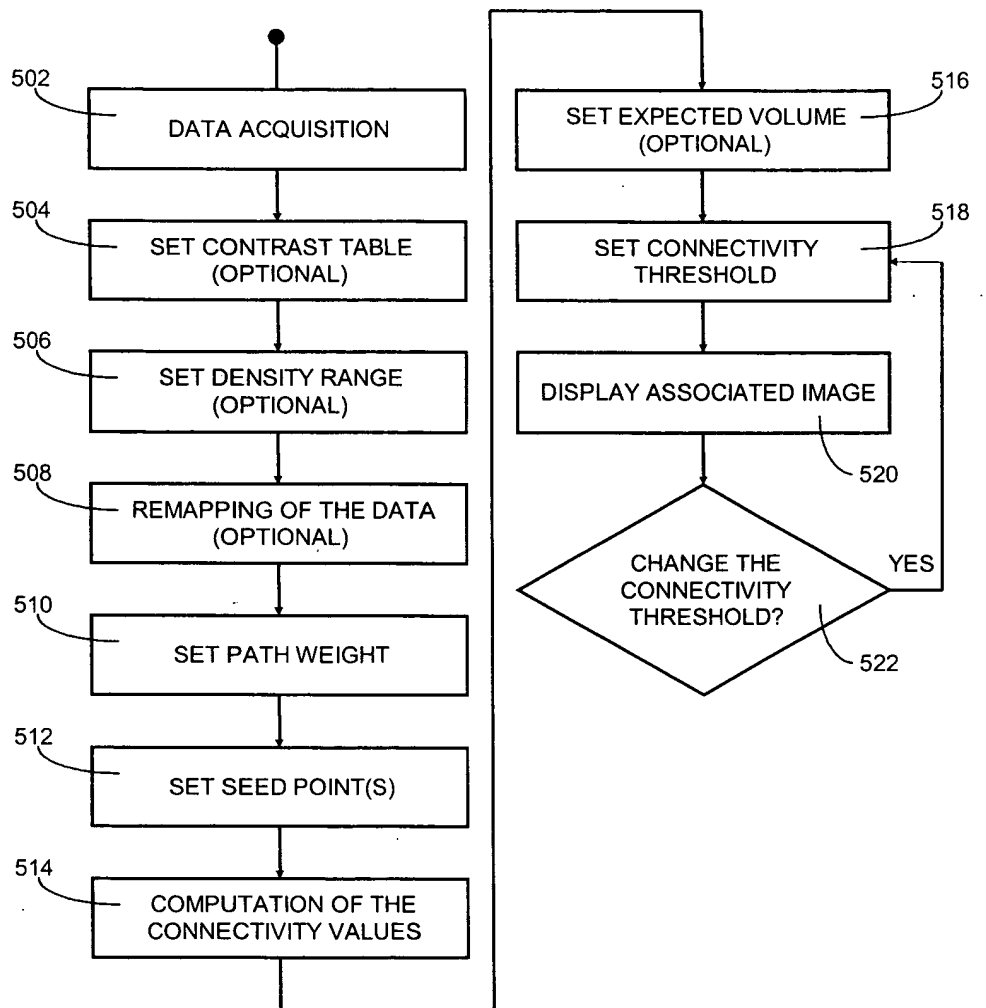 502
DATA ACQUISITION
504
SET CONTRAST TABLE
(OPTIONAL)
506
SET DENSITY RANGE
(OPTIONAL)
508
REMAPPING OF THE DATA
(OPTIONAL)
510
SET PATH WEIGHT
512
SET SEED POINT(S)
514
COMPUTATION OF THE
CONNECTIVITY VALUES
516
SET EXPECTED VOLUME
(OPTIONAL)
518
SET CONNECTIVITY
THRESHOLD
DISPLAY ASSOCIATED IMAGE
520
YES
CHANGE THE
CONNECTIVITY
THRESHOLD?
522